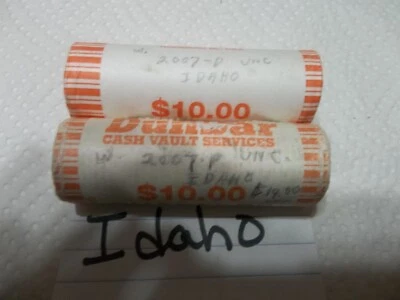 W. 2007-P UNC
IDAHO
$10.00
Dunbar
CASH VAULT SERVICES
W. 2007-P UNC.
IDAHO
$10.00
Idaho